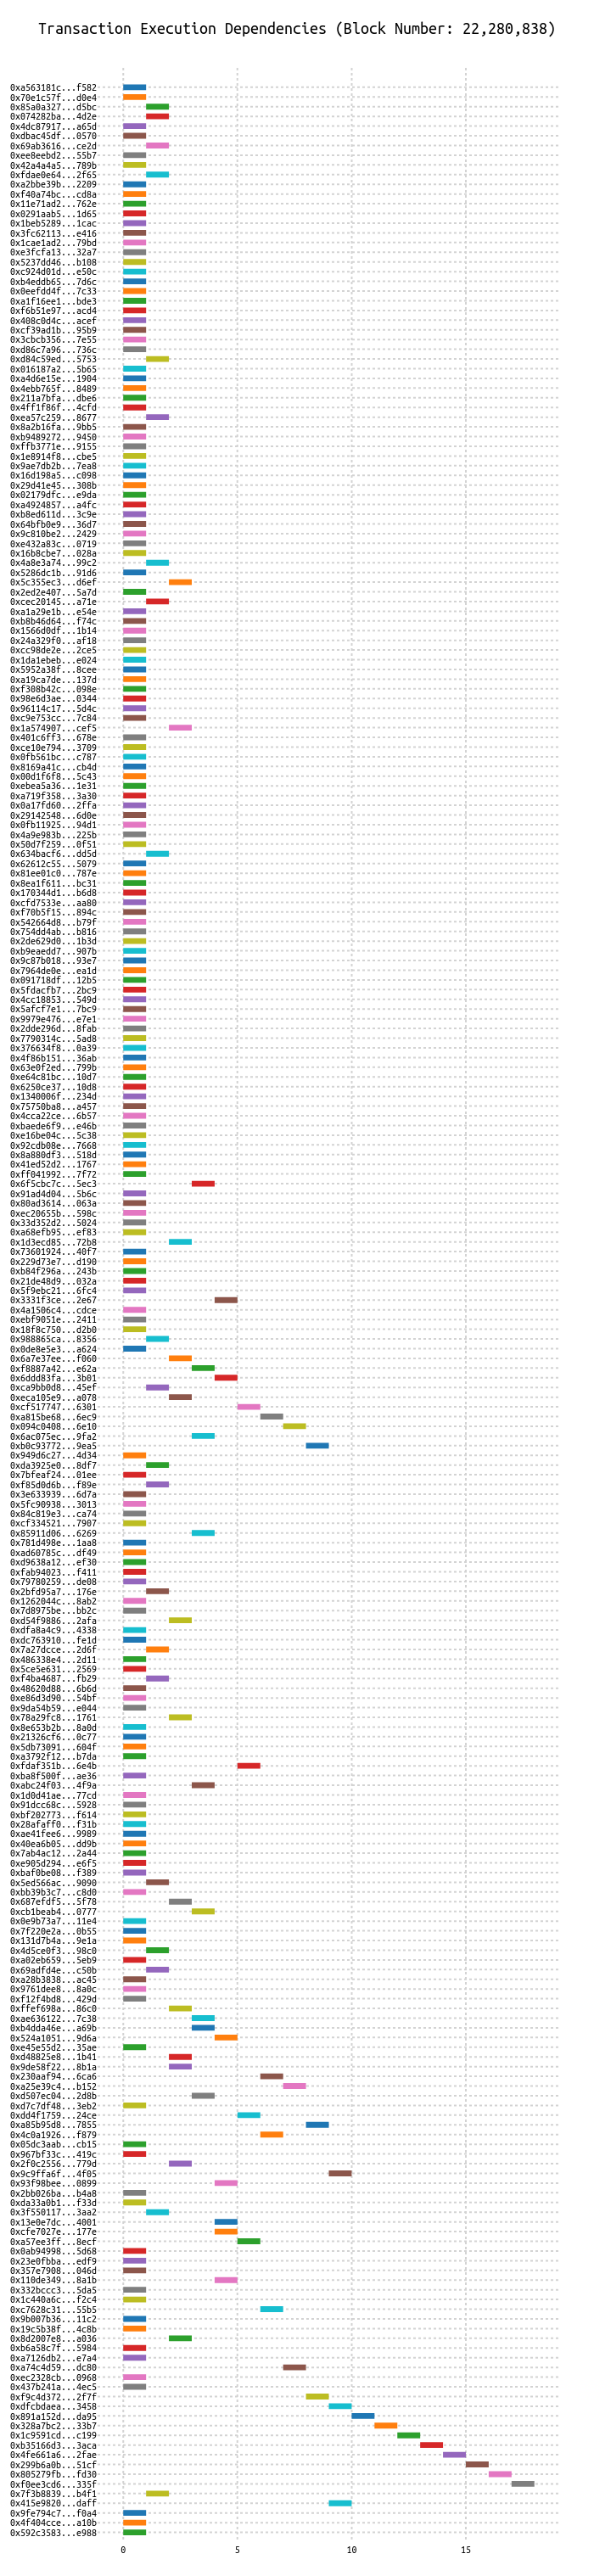 Transaction Execution Dependencies (Block Number: 22,280,838)
0xa563181c...f582
0x70e1c57f...d0e4
0x85a0a327...d5bc
0x074282ba...4d2e
0x4dc87917...a65d
0xdbac45df...0570
0x69ab3616...ce2d
0xee8eebd2...55b7
0x42a4a4a5...789b
0xfdae0e64...2f65
0xa2bbe39b...2209
0xf40a74bc...cd8a
0x11e71ad2...762e
0x0291aab5...1d65
0x1beb5289...1cac
0x3fc62113...e416
0x1cae1ad2...79bd
0xe3fcfa13...32a7
0x5237dd46...b108
0xc924d01d...e50c
0xb4eddb65...7d6c
0x0eefdd4f...7c33
0xa1f16ee1...bde3
0xf6b51e97...acd4
0x408c0d4c...acef
0xcf39ad1b...95b9
0x3cbcb356...7e55
0xd86c7a96...736c
0xd84c59ed...5753
0x016187a2...5b65
0xa4d6e15e...1904
0x4ebb765f...8489
0x211a7bfa...dbe6
0x4ff1f86f...4cfd
0xea57c259...8677
0x8a2b16fa...9bb5
0xb9489272...9450
0xffb3771e...9155
0x1e8914f8...cbe5
0x9ae7db2b...7ea8
0x16d198a5...c098
0x29d41e45...308b
0x02179dfc...e9da
0xa4924857...a4fc
0xb8ed611d...3c9e
0x64bfb0e9...36d7
0x9c810be2...2429
0xe432a83c...0719
0x16b8cbe7...028a
0x4a8e3a74...99c2
0x5286dc1b...91d6
0x5c355ec3...d6ef
0x2ed2e407...5a7d
0xcec20145...a71e
0xa1a29e1b...e54e
0xb8b46d64...f74c
0x1566d0df...1b14
0x24a329f0...af18
0xcc98de2e...2ce5
0x1da1ebeb...e024
0x5952a38f...8cee
0xa19ca7de...137d
0xf308b42c...098e
0x98e6d3ae...0344
0x96114c17...5d4c
0xc9e753cc...7c84
0x1a574907...cef5
0x401c6ff3...678e
0xce10e794...3709
0x0fb561bc...c787
0x8169a41c...cb4d
0x00d1f6f8...5c43
0xebea5a36...1e31
0xa719f358...3a30
0x0a17fd60...2ffa
0x29142548...6d0e
0x0fb11925...94d1
0x4a9e983b...225b
0x50d7f259...0f51
0x634bacf6...dd5d
0x62612c55...5079
0x81ee01c0...787e
0x8ea1f611...bc31
0x170344d1...b6d8
0xcfd7533e...aa80
0xf70b5f15...894c
0x542664d8...b79f
0x754dd4ab...b816
0x2de629d0...1b3d
0xb9eaedd7...907b
0x9c87b018...93e7
0x7964de0e...ea1d
0x091718df...12b5
0x5fdacfb7...2bc9
0x4cc18853...549d
0x5afcf7e1...7bc9
0x9979e476...e7e1
0x2dde296d...8fab
0x7790314c...5ad8
0x376634f8...0a39
0x4f86b151...36ab
0x63e0f2ed...799b
0xe64c81bc...10d7
0x6250ce37...10d8
0x1340006f...234d
0x75750ba8...a457
0x4cca22ce...6b57
0xbaede6f9...e46b
0xe16be04c...5c38
0x92cdb08e...7668
0x8a880df3...518d
0x41ed52d2...1767
0xff041992...7f72
0x6f5cbc7c...5ec3
0x91ad4d04...5b6c
0x80ad3614...063a
0xec20655b...598c
0x33d352d2...5024
0xa68efb95...ef83
0x1d3ecd85...72b8
0x73601924...40f7
0x229d73e7...d190
0xb84f296a...243b
0x21de48d9...032a
0x5f9ebc21...6fc4
0x3331f3ce...2e67
0x4a1506c4...cdce
0xebf9051e...2411
0x18f8c750...d2b0
0x988865ca...8356
0x0de8e5e3...a624
0x6a7e37ee...f060
0xf8887a42...e62a
0x6ddd83fa...3b01
0xca9bb0d8...45ef
0xeca105e9...a078
0xcf517747...6301
0xa815be68...6ec9
0x094c0408...6e10
0x6ac075ec...9fa2
0xb0c93772...9ea5
0x949d6c27...4d34
0xda3925e0...8df7
0x7bfeaf24...01ee
0xf85d0d6b...f89e
0x3e633939...6d7a
0x5fc90938...3013
0x84c819e3...ca74
0xcf334521...7907
0x85911d06...6269
0x781d498e...1aa8
0xad60785c...df49
0xd9638a12...ef30
0xfab94023...f411
0x79780259...de08
0x2bfd95a7...176e
0x1262044c...8ab2
0x7d8975be...bb2c
0xd54f9886...2afa
0xdfa8a4c9...4338
0xdc763910...fe1d
0x7a27dcce...2d6f
0x486338e4...2d11
0x5ce5e631...2569
0xf4ba4687...fb29
0x48620d88...6b6d
0xe86d3d90...54bf
0x9da54b59...e044
0x78a29fc8...1761
0x8e653b2b...8a0d
0x21326cf6...0c77
0x5db73091...604f
0xa3792f12...b7da
0xfdaf351b...6e4b
0xba8f500f...ae36
0xabc24f03...4f9a
0x1d0d41ae...77cd
0x91dcc68c...5928
0xbf202773...f614
0x28afaff0...f31b
0xae41fee6...9989
0x40ea6b05...dd9b
0x7ab4ac12...2a44
0xe905d294...e6f5
0xbaf0be08...f389
0x5ed566ac...9090
0xbb39b3c7...c8d0
0x687efdf5...5f78
0xcb1beab4...0777
0x0e9b73a7...11e4
0x7f220e2a...0b55
0x131d7b4a...9e1a
0x4d5ce0f3...98c0
0xa02eb659...5eb9
0x69adfd4e...c50b
0xa28b3838...ac45
0x9761dee8...8a0c
0xf12f4bd8...429d
0xffef698a...86c0
0xae636122...7c38
0xb4dda46e...a69b
0x524a1051...9d6a
0xe45e55d2...35ae
0xd48825e8...1b41
0x9de58f22...8b1a
0x230aaf94...6ca6
0xa25e39c4...b152
0xd507ec04...2d8b
0xd7c7df48...3eb2
0xdd4f1759...24ce
0xa85b95d8...7855
0x4c0a1926...f879
0x05dc3aab...cb15
0x967bf33c...419c
0x2f0c2556...779d
0x9c9ffa6f...4f05
0x93f98bee...0899
0x2bb026ba...b4a8
0xda33a0b1...f33d
0x3f550117...3aa2
0x13e0e7dc...4001
0xcfe7027e...177e
0xa57ee3ff...8ecf
0x0ab94998...5d68
0x23e0fbba...edf9
0x357e7908...046d
0x110de349...8a1b
0x332bccc3...5da5
0x1c440a6c...f2c4
0xc7628c31...55b5
0x9b007b36...11c2
0x19c5b38f...4c8b
0x8d2007e8...a036
0xb6a58c7f...5984
0xa7126db2...e7a4
0xa74c4d59...dc80
0xec2328cb...0968
0x437b241a...4ec5
0xf9c4d372...2f7f
0xdfcbdaea...3458
0x891a152d...da95
0x328a7bc2...33b7
0x1c9591cd...c199
0xb35166d3...3aca
0x4fe661a6...2fae
0x299b6a0b...51cf
0x805279fb...fd30
0xf0ee3cd6...335f
0x7f3b8839...b4f1
0x415e9820...daff
0x9fe794c7...f0a4
0x4f404cce...a10b
0x592c3583...e988
0 5 10 15